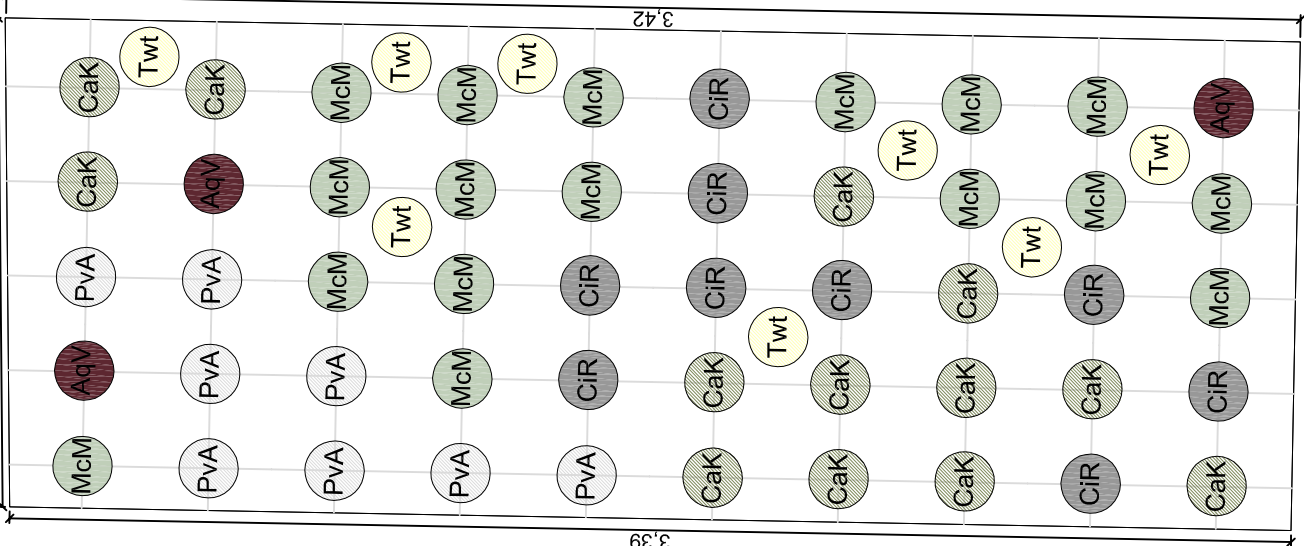 3,42
Twt Twt Twt
CaK CaK McM McM McM CiR McM McM McM AqV
Twt Twt
CaK AqV McM McM McM CiR CaK McM McM McM
Twt Twt
PvA PvA McM McM CiR CiR CiR CaK CiR McM
Twt
AqV PvA PvA McM CiR CaK CaK CaK CaK CiR
McM PvA PvA PvA PvA CaK CaK CaK CiR CaK
3,39